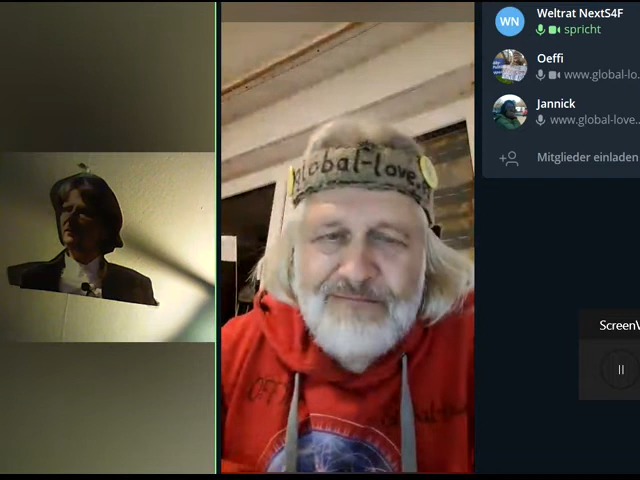 WN
Weltrat NextS4F
spricht
Oeffi
www.global-lo...
Jannick
www.global-love...
Mitglieder einladen
ScreenV
global-love.